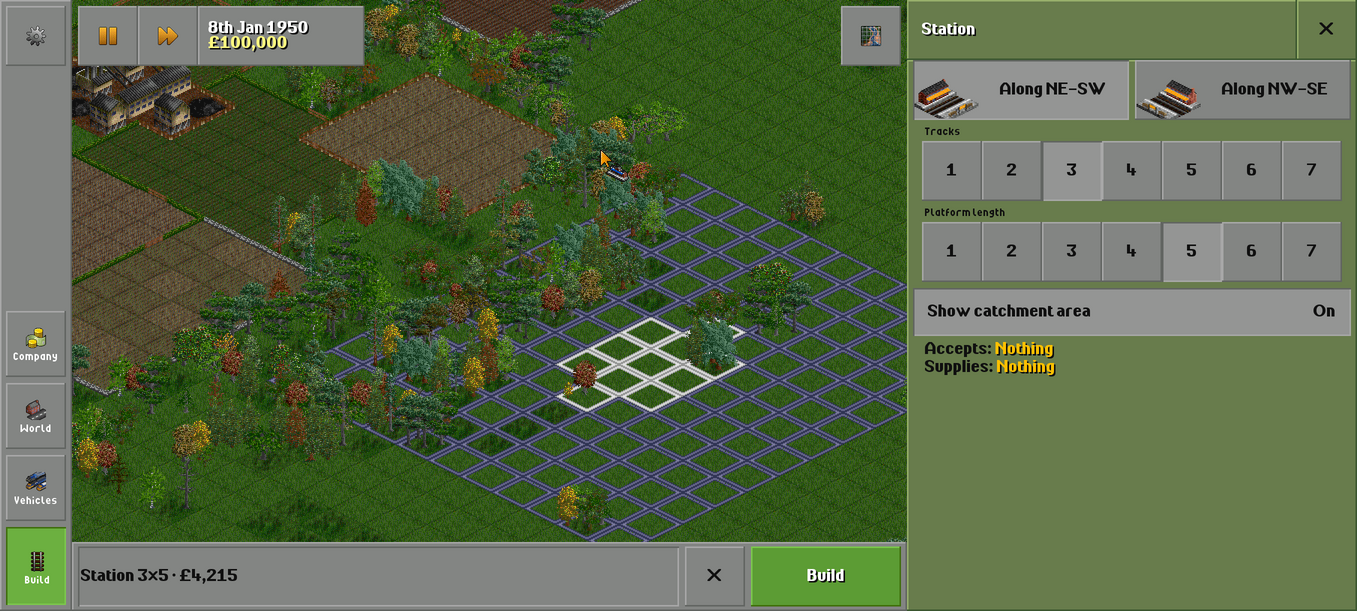 8th Jan 1950
£100,000
Station
Along NE-SW
Along NW-SE
Tracks
1 2 3 4 5 6 7
Platform length
1 2 3 4 5 6 7
Show catchment area On
Accepts: Nothing
Supplies: Nothing
Company
World
Vehicles
Build
Station 3×5 · £4,215
Build